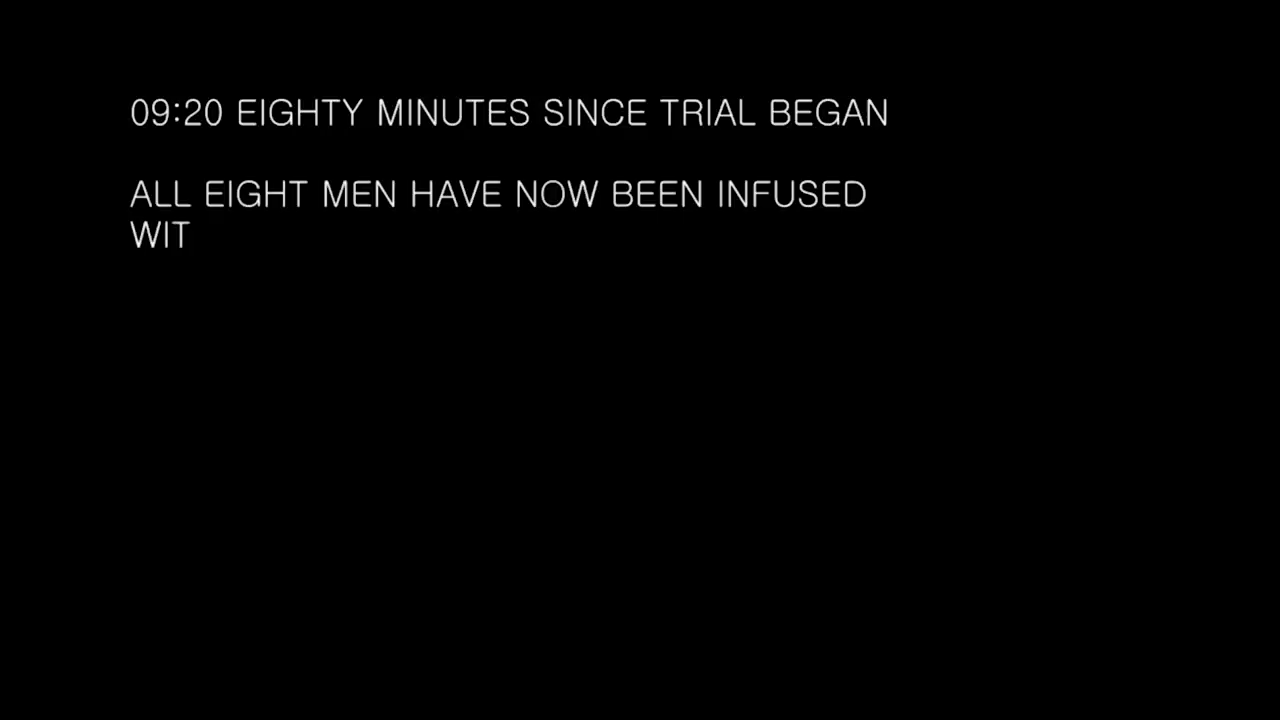 09:20 EIGHTY MINUTES SINCE TRIAL BEGAN
ALL EIGHT MEN HAVE NOW BEEN INFUSED
WIT